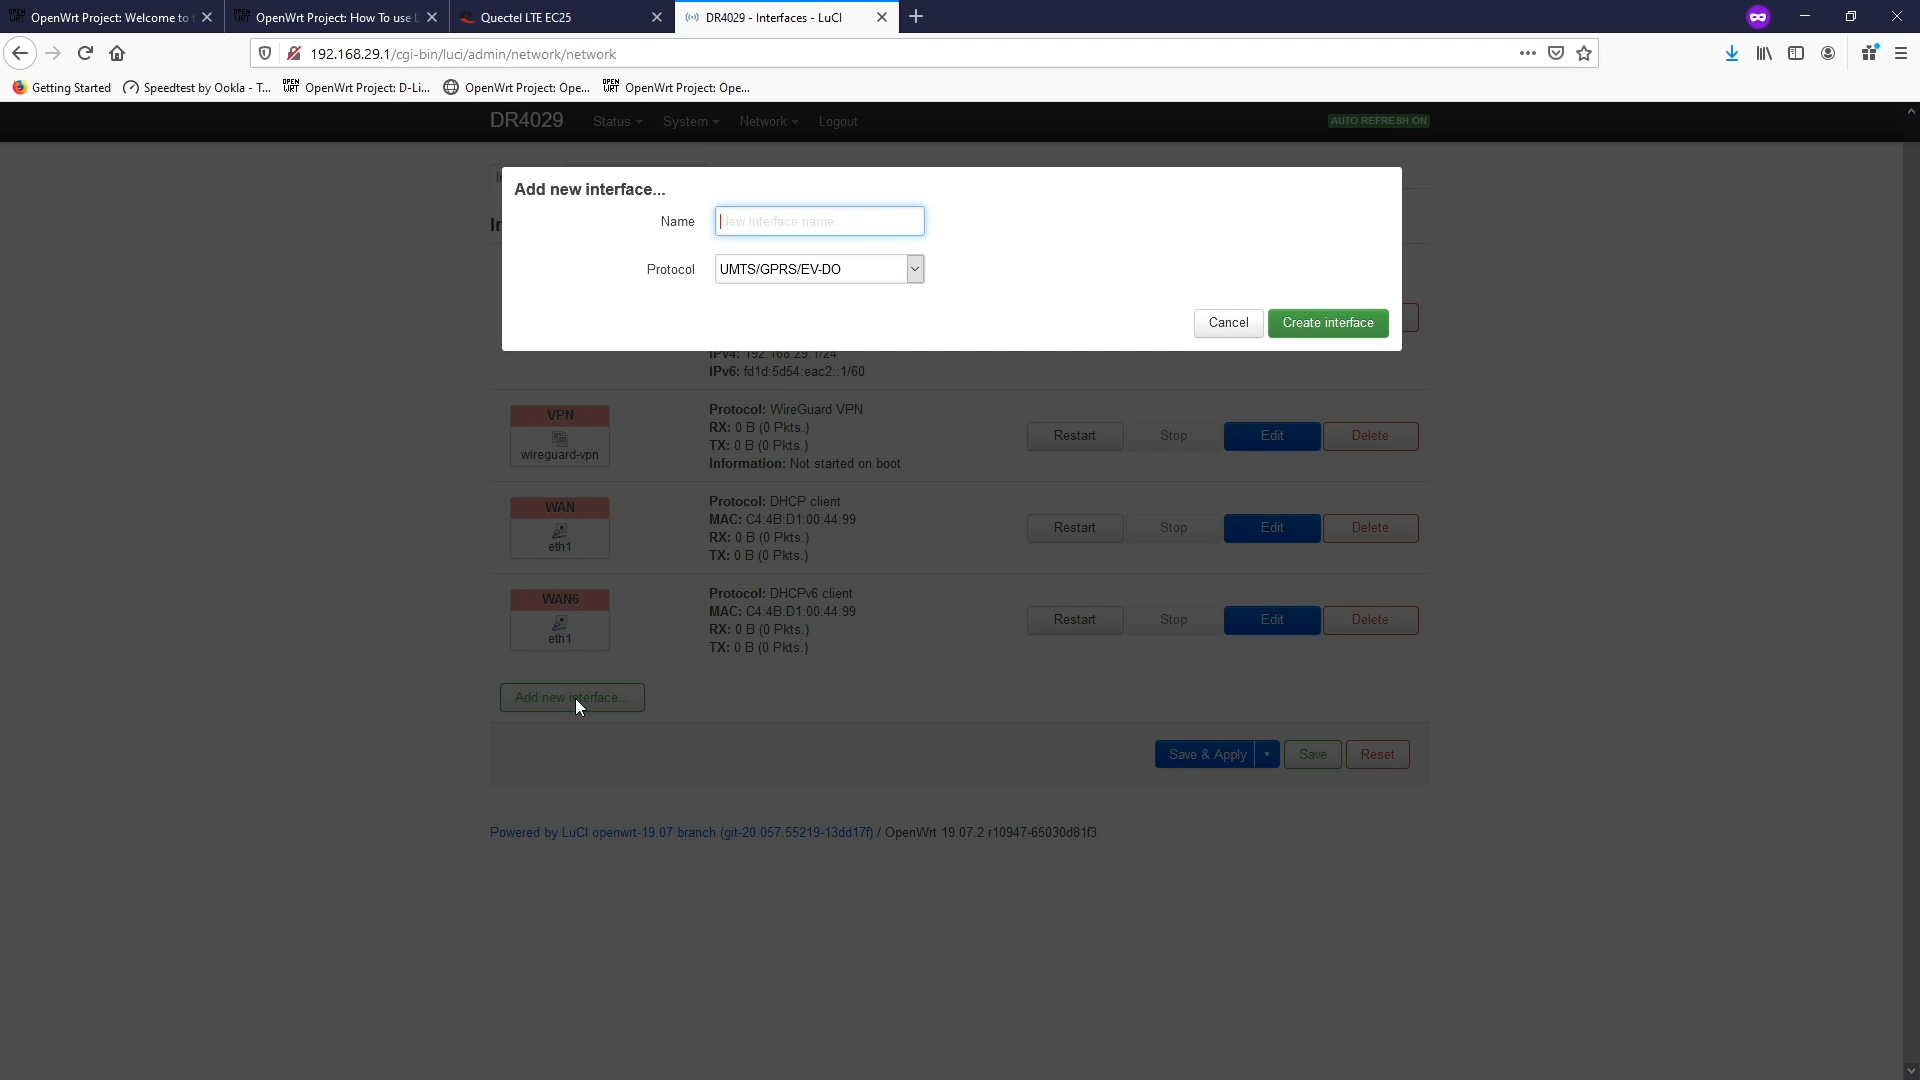 OpenWrt Project: Welcome to
OpenWrt Project: How To use
Quectel LTE EC25
DR4029 - Interfaces - LuCI
192.168.29.1/cgi-bin/luci/admin/network/network
Getting Started
Speedtest by Ookla - T...
OpenWrt Project: D-Li...
OpenWrt Project: Ope...
OpenWrt Project: Ope...
DR4029
Status
System
Network
Logout
AUTO REFRESH ON
Add new interface...
Name
New interface name...
Protocol
UMTS/GPRS/EV-DO
Cancel
Create interface
IPv4: 192.168.29.1/24
IPv6: fd1d:5d54:eac2::1/60
VPN
wireguard-vpn
Protocol: WireGuard VPN
RX: 0 B (0 Pkts.)
TX: 0 B (0 Pkts.)
Information: Not started on boot
Restart
Stop
Edit
Delete
WAN
eth1
Protocol: DHCP client
MAC: C4:4B:D1:00:44:99
RX: 0 B (0 Pkts.)
TX: 0 B (0 Pkts.)
Restart
Stop
Edit
Delete
WAN6
eth1
Protocol: DHCPv6 client
MAC: C4:4B:D1:00:44:99
RX: 0 B (0 Pkts.)
TX: 0 B (0 Pkts.)
Restart
Stop
Edit
Delete
Add new interface...
Save & Apply
Save
Reset
Powered by LuCI openwrt-19.07 branch (git-20.057.55219-13dd17f) / OpenWrt 19.07.2 r10947-65030d81f3